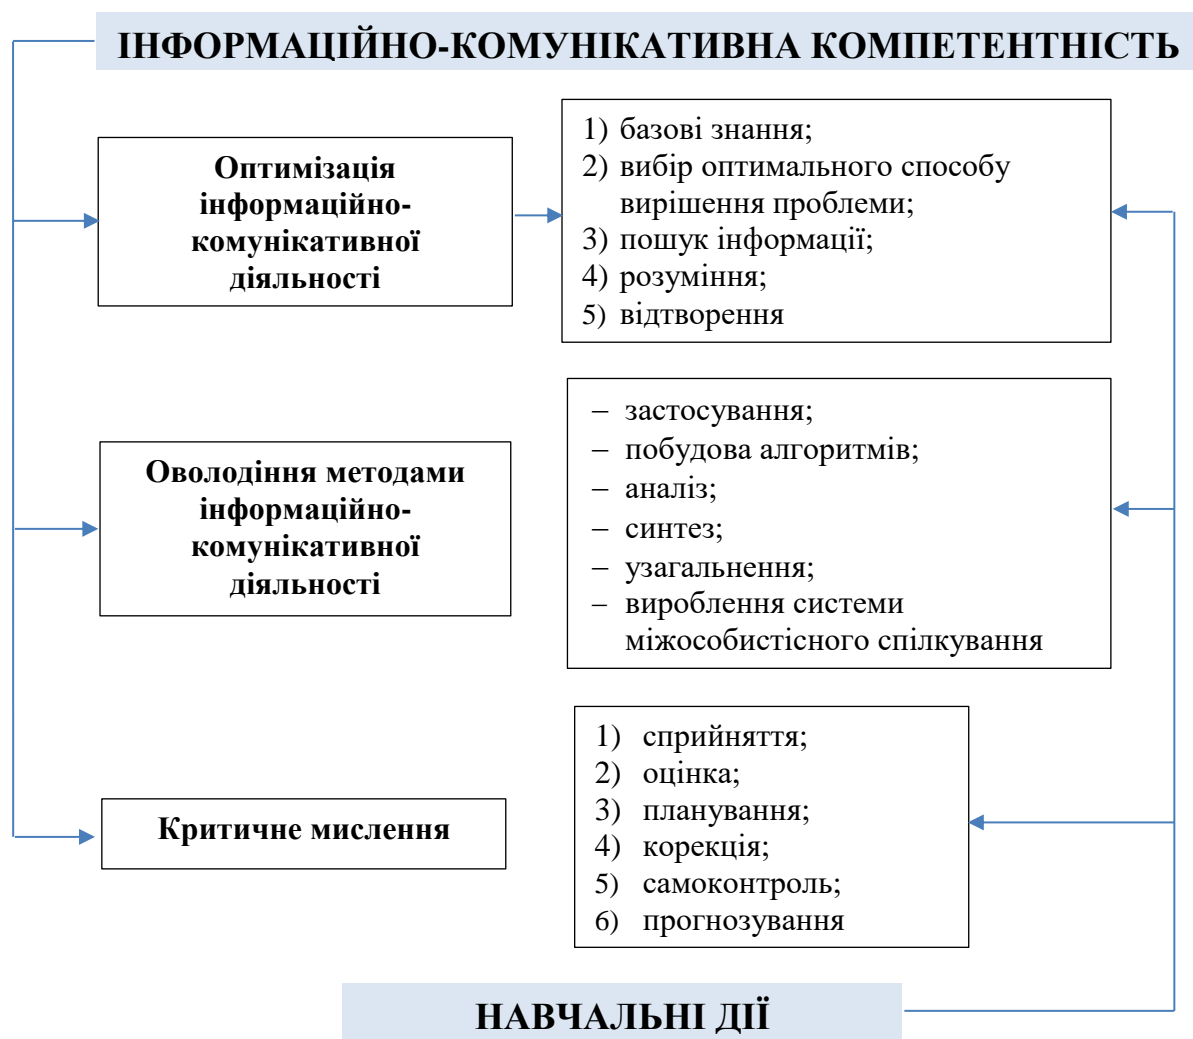 ІНФОРМАЦІЙНО-КОМУНІКАТИВНА КОМПЕТЕНТНІСТЬ
Оптимізація
інформаційно-
комунікативної
діяльності
1) базові знання;
2) вибір оптимального способу
вирішення проблеми;
3) пошук інформації;
4) розуміння;
5) відтворення
Оволодіння методами
інформаційно-
комунікативної
діяльності
– застосування;
– побудова алгоритмів;
– аналіз;
– синтез;
– узагальнення;
– вироблення системи
міжособистісного спілкування
Критичне мислення
1) сприйняття;
2) оцінка;
3) планування;
4) корекція;
5) самоконтроль;
6) прогнозування
НАВЧАЛЬНІ ДІЇ